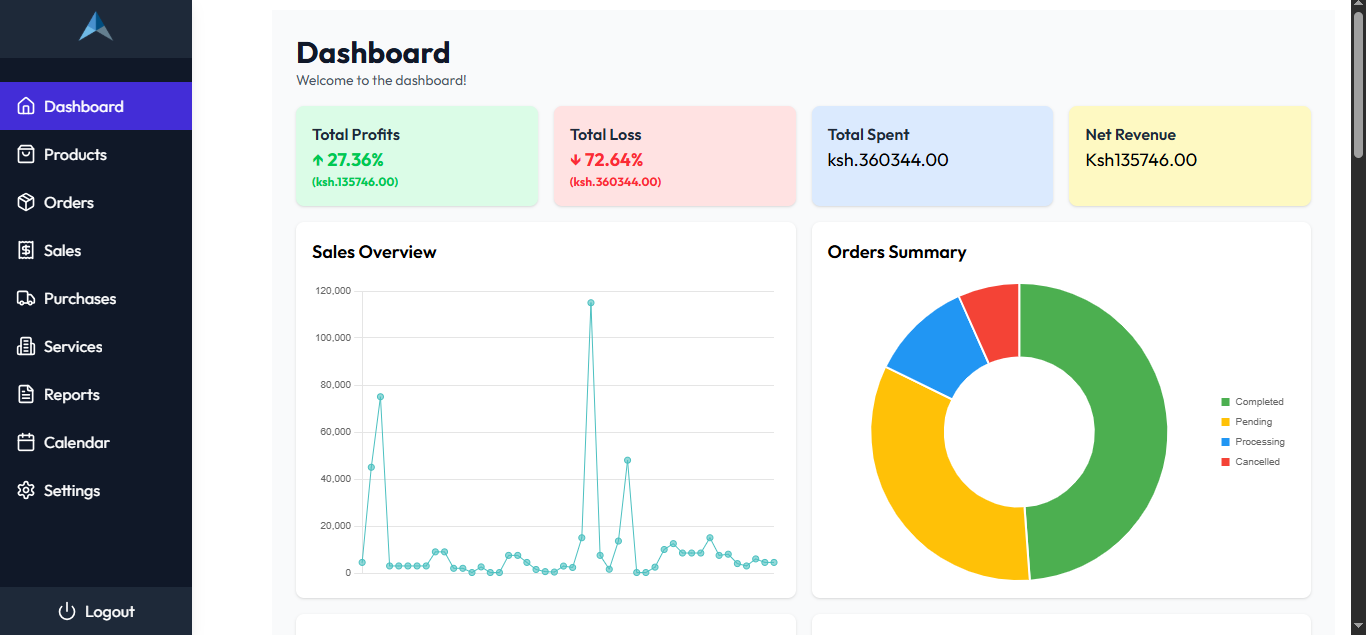 Dashboard
Products
Orders
Sales
Purchases
Services
Reports
Calendar
Settings
Logout
Dashboard
Welcome to the dashboard!
Total Profits
↑ 27.36%
(ksh.135746.00)
Total Loss
↓ 72.64%
(ksh.360344.00)
Total Spent
ksh.360344.00
Net Revenue
Ksh135746.00
Sales Overview
120,000
100,000
80,000
60,000
40,000
20,000
0
Orders Summary
Completed
Pending
Processing
Cancelled